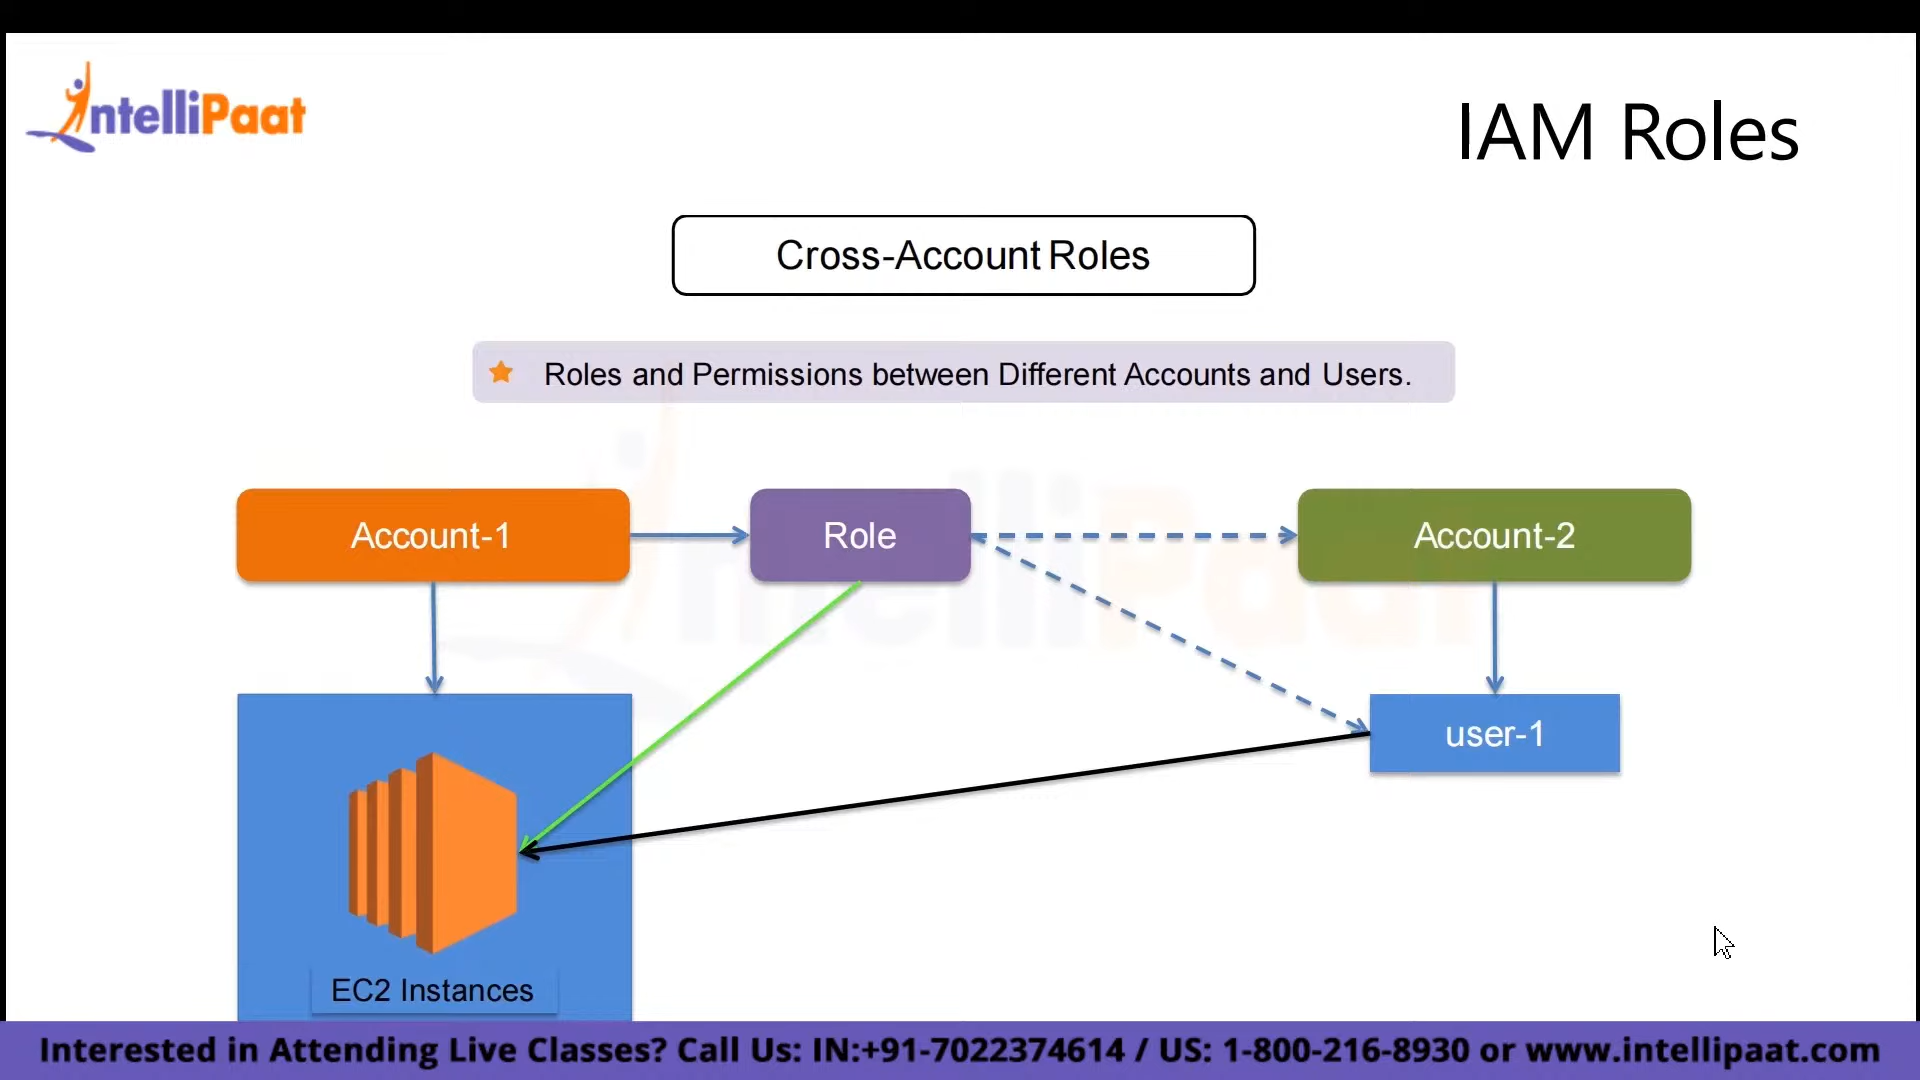 IntelliPaat
IAM Roles
Cross-Account Roles
Roles and Permissions between Different Accounts and Users.
Account-1
Role
Account-2
user-1
EC2 Instances
Interested in Attending Live Classes? Call Us: IN:+91-7022374614 / US: 1-800-216-8930 or www.intellipaat.com